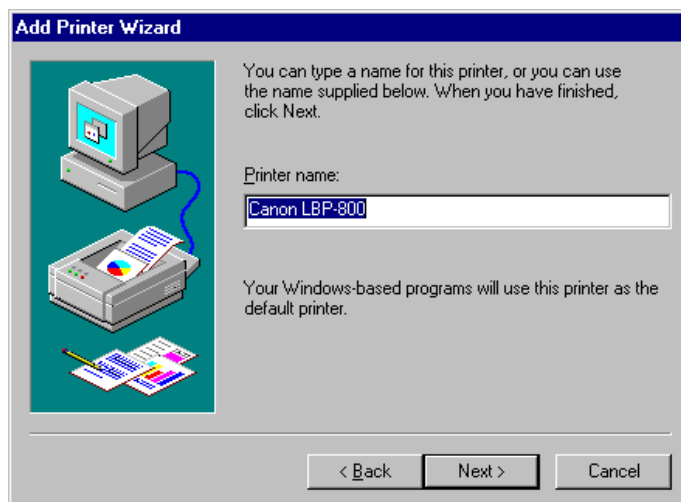 Add Printer Wizard
You can type a name for this printer, or you can use
the name supplied below. When you have finished,
click Next.
Printer name:
Canon LBP-800
Your Windows-based programs will use this printer as the
default printer.
< Back
Next >
Cancel